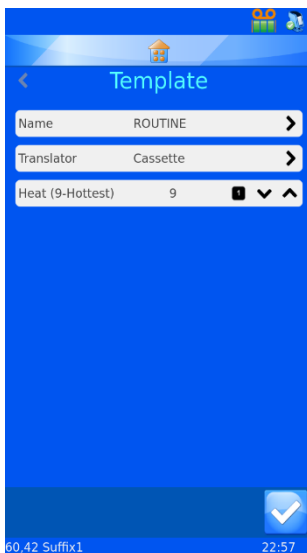 Template
Name ROUTINE
Translator Cassette
Heat (9-Hottest) 9 1
60.42 Suffix1 22:57